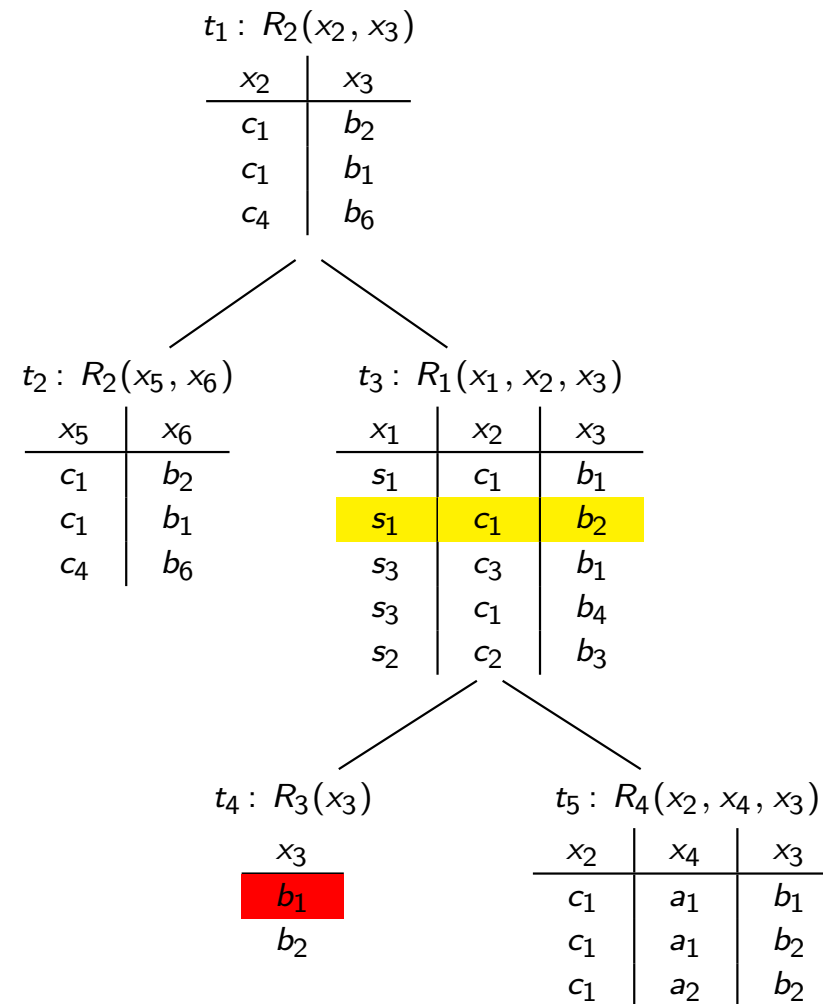 t₁ : R₂(x₂, x₃)
x₂ x₃
c₁ b₂
c₁ b₁
c₄ b₆
t₂ : R₂(x₅, x₆)
x₅ x₆
c₁ b₂
c₁ b₁
c₄ b₆
t₃ : R₁(x₁, x₂, x₃)
x₁ x₂ x₃
s₁ c₁ b₁
s₁ c₁ b₂
s₃ c₃ b₁
s₃ c₁ b₄
s₂ c₂ b₃
t₄ : R₃(x₃)
x₃
b₁
b₂
t₅ : R₄(x₂, x₄, x₃)
x₂ x₄ x₃
c₁ a₁ b₁
c₁ a₁ b₂
c₁ a₂ b₂